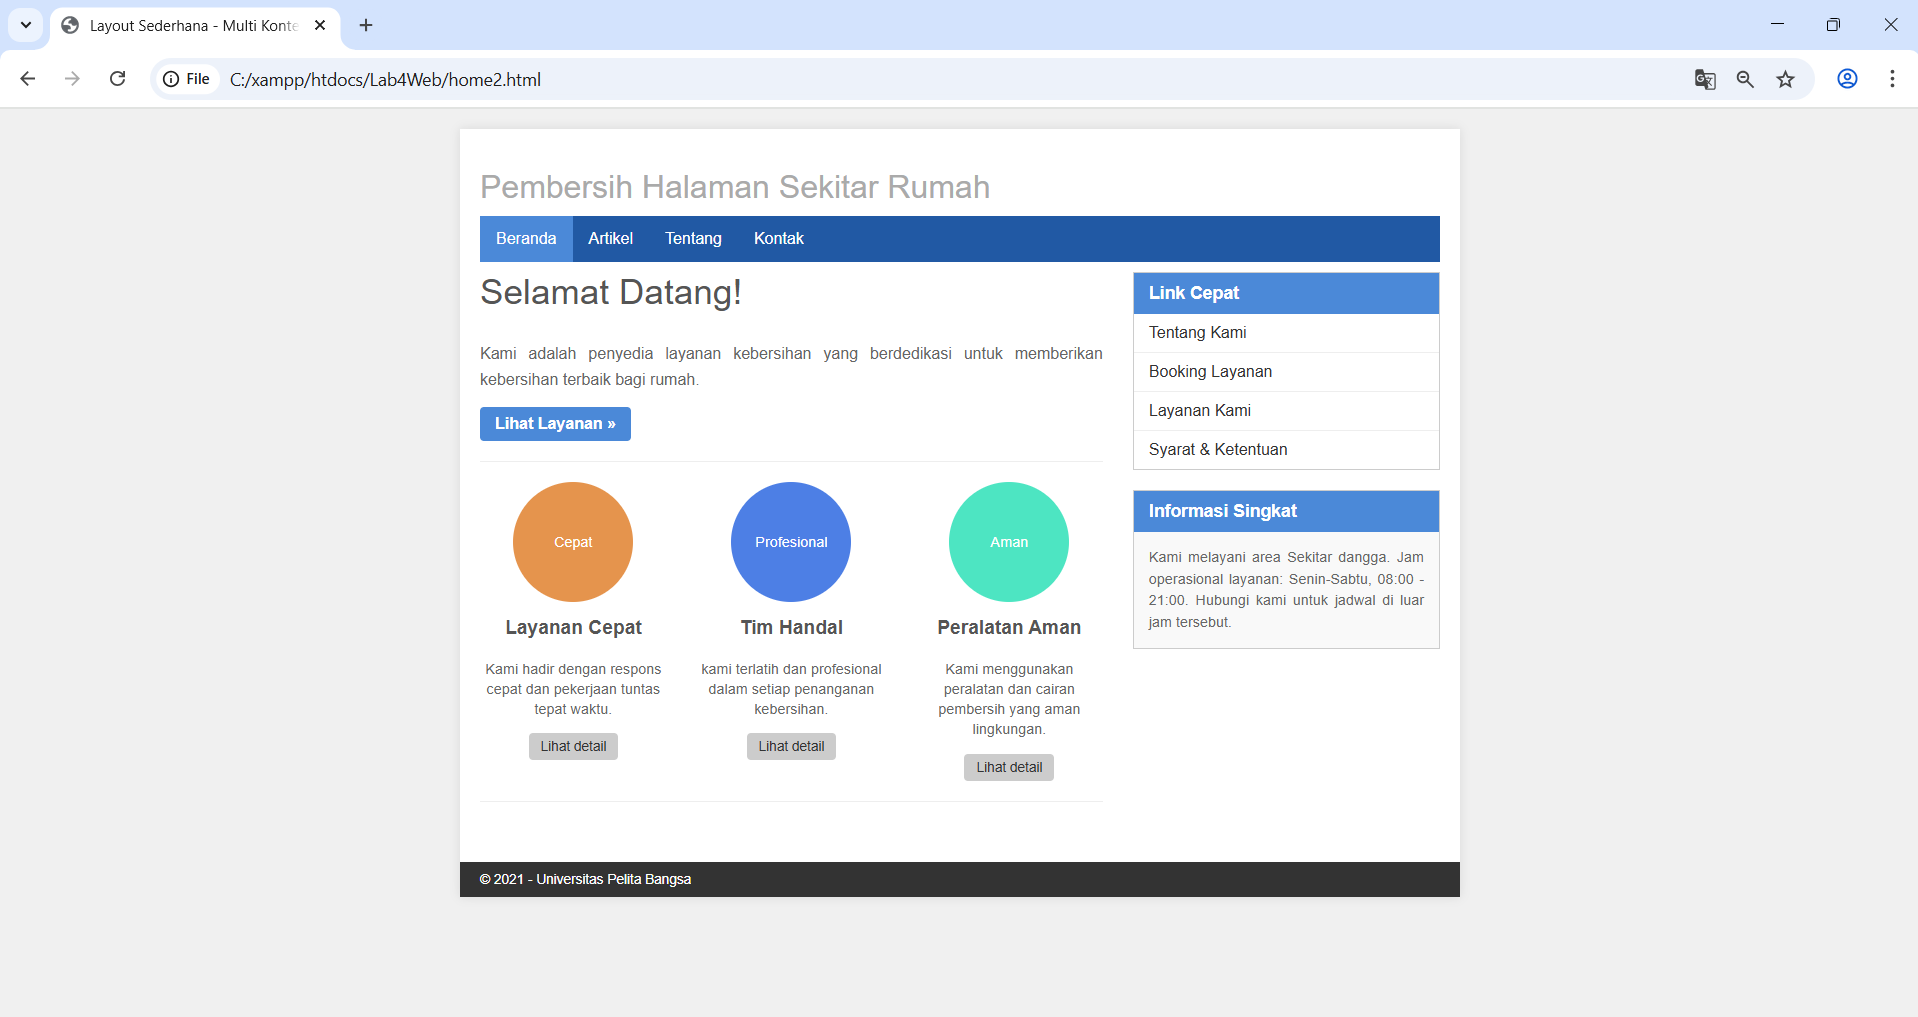 Layout Sederhana - Multi Konte
File
C:/xampp/htdocs/Lab4Web/home2.html
Pembersih Halaman Sekitar Rumah
Beranda Artikel Tentang Kontak
Selamat Datang!
Kami adalah penyedia layanan kebersihan yang berdedikasi untuk memberikan
kebersihan terbaik bagi rumah.
Lihat Layanan »
Cepat
Layanan Cepat
Kami hadir dengan respons
cepat dan pekerjaan tuntas
tepat waktu.
Lihat detail
Profesional
Tim Handal
kami terlatih dan profesional
dalam setiap penanganan
kebersihan.
Lihat detail
Aman
Peralatan Aman
Kami menggunakan
peralatan dan cairan
pembersih yang aman
lingkungan.
Lihat detail
Link Cepat
Tentang Kami
Booking Layanan
Layanan Kami
Syarat & Ketentuan
Informasi Singkat
Kami melayani area Sekitar dangga. Jam
operasional layanan: Senin-Sabtu, 08:00 -
21:00. Hubungi kami untuk jadwal di luar
jam tersebut.
© 2021 - Universitas Pelita Bangsa